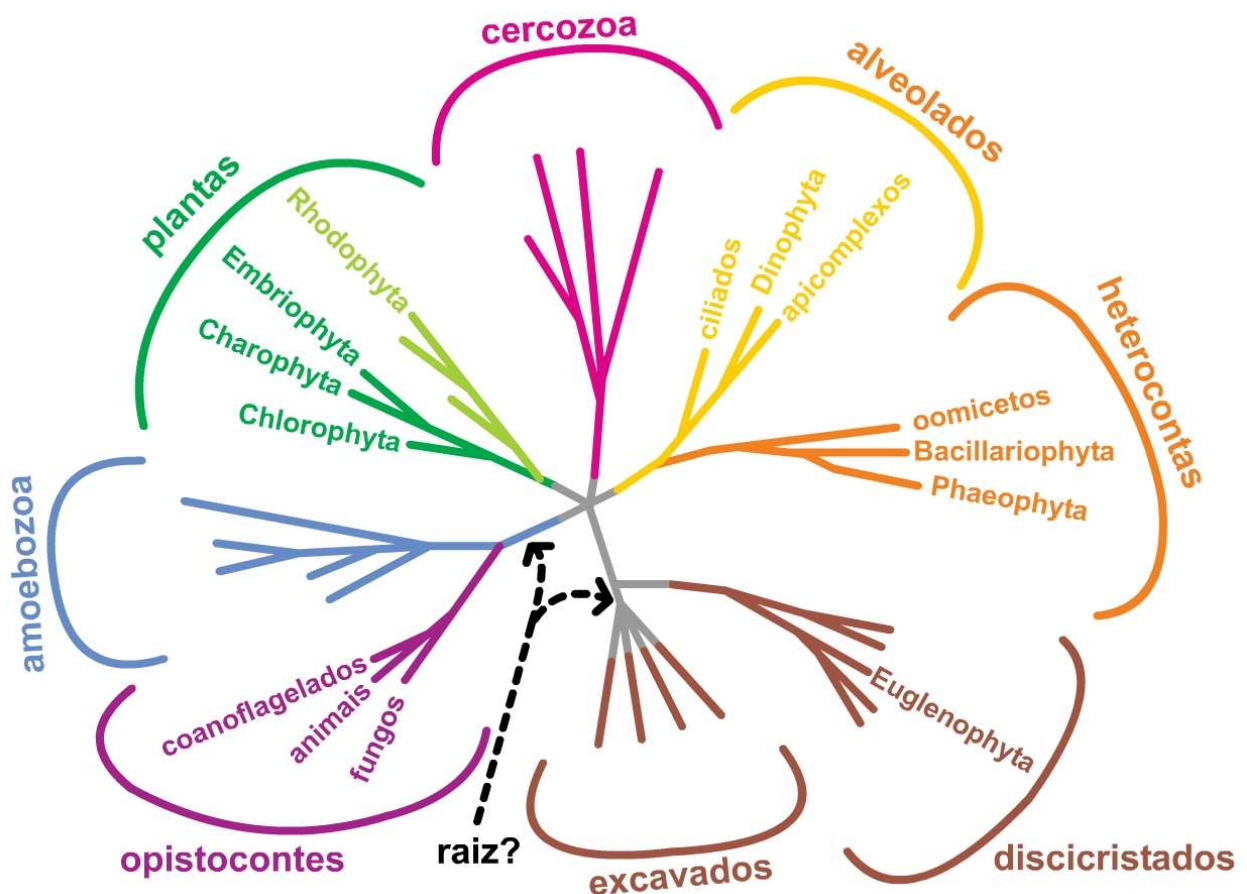 cercozoa
alveolados
plantas
Rhodophyta
Embriophyta
Charophyta
Chlorophyta
ciliados
Dinophyta
apicomplexos
heterocontas
oomicetos
Bacillariophyta
Phaeophyta
amoebozoa
coanoflagelados
animais
fungos
Euglenophyta
opistocontes
raiz?
excavados
discicristados